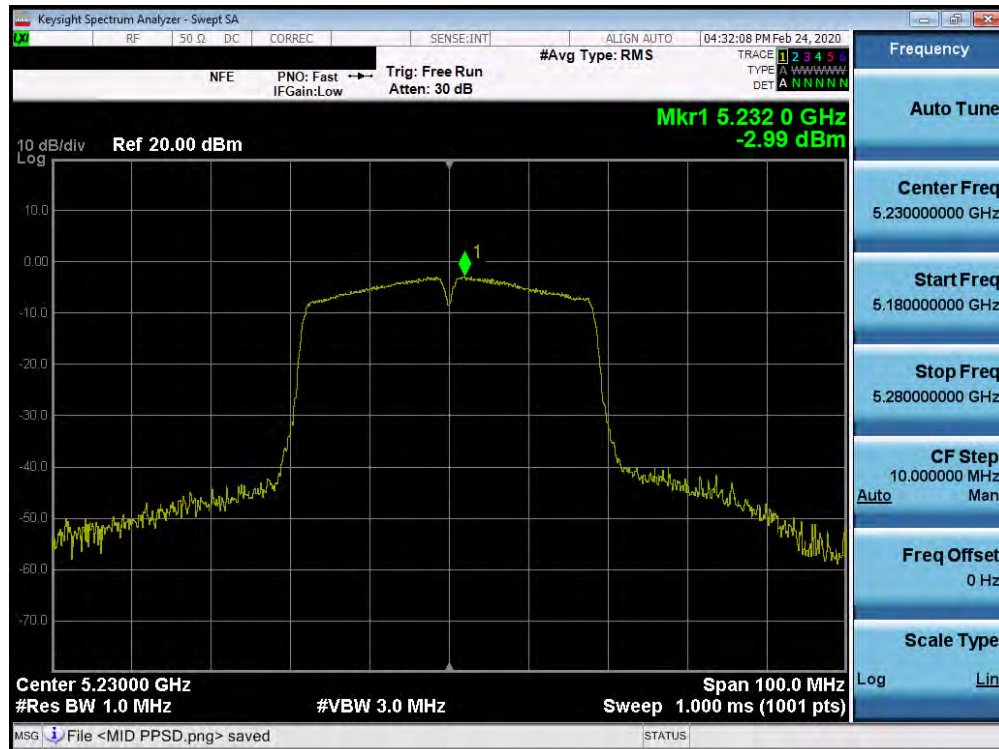 Keysight Spectrum Analyzer - Swept SA
LXI RF 50 Ω DC CORREC SENSE:INT ALIGN AUTO 04:32:08 PM Feb 24, 2020
#Avg Type: RMS TRACE 1 2 3 4 5 6
NFE PNO: Fast Trig: Free Run TYPE A WWWWW
IFGain:Low Atten: 30 dB DET A N N N N N
Mkr1 5.232 0 GHz
-2.99 dBm
10 dB/div Ref 20.00 dBm
Log
10.0
0.00
-10.0
-20.0
-30.0
-40.0
-50.0
-60.0
-70.0
1
Center 5.23000 GHz Span 100.0 MHz
#Res BW 1.0 MHz #VBW 3.0 MHz Sweep 1.000 ms (1001 pts)
MSG File <MID PPSD.png> saved STATUS
Frequency
Auto Tune
Center Freq
5.230000000 GHz
Start Freq
5.180000000 GHz
Stop Freq
5.280000000 GHz
CF Step
10.000000 MHz
Auto Man
Freq Offset
0 Hz
Scale Type
Log Lin